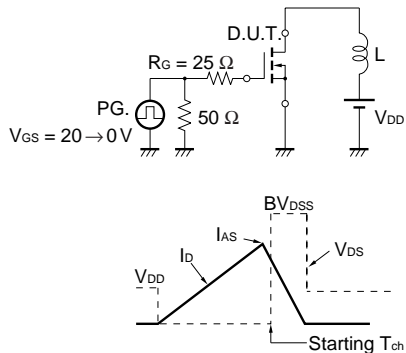 D.U.T.
RG = 25 Ω
L
PG.
50 Ω
VGS = 20 → 0 V
VDD
BVDSS
IAS
VDS
ID
VDD
Starting Tch